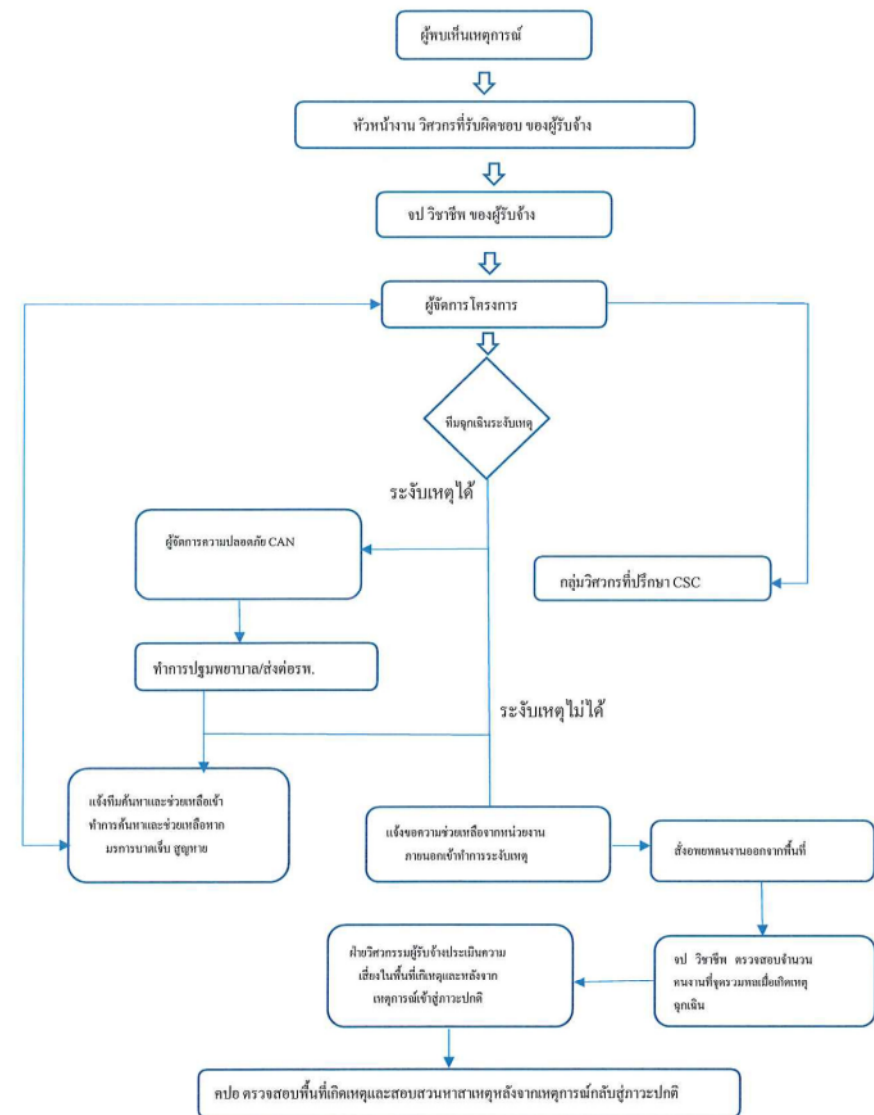 ผู้พบเห็นเหตุการณ์
หัวหน้างาน วิศวกรที่รับผิดชอบ ของผู้รับจ้าง
จป วิชาชีพ ของผู้รับจ้าง
ผู้จัดการโครงการ
ทีมฉุกเฉินระงับเหตุ
ระงับเหตุได้
ผู้จัดการความปลอดภัย CAN
กลุ่มวิศวกรที่ปรึกษา CSC
ทำการปฐมพยาบาล/ส่งต่อรพ.
ระงับเหตุไม่ได้
แจ้งทีมค้นหาและช่วยเหลือเข้า
ทำการค้นหาและช่วยเหลือหาก
มรการบาดเจ็บ สูญหาย
แจ้งขอความช่วยเหลือจากหน่วยงาน
ภายนอกเข้าทำการระงับเหตุ
สั่งอพยพคนงานออกจากพื้นที่
ฝ่ายวิศวกรรมผู้รับจ้างประเมินความ
เสี่ยงในพื้นที่เกิเหตุและหลังจาก
เหตุการณ์เข้าสู่ภาวะปกติ
จป วิชาชีพ ตรวจสอบจำนวน
คนงานที่จุดรวมพลเมื่อเกิดเหตุ
ฉุกเฉิน
คปอ ตรวจสอบพื้นที่เกิดเหตุและสอบสวนหาสาเหตุหลังจากเหตุการณ์กลับสู่ภาวะปกติ